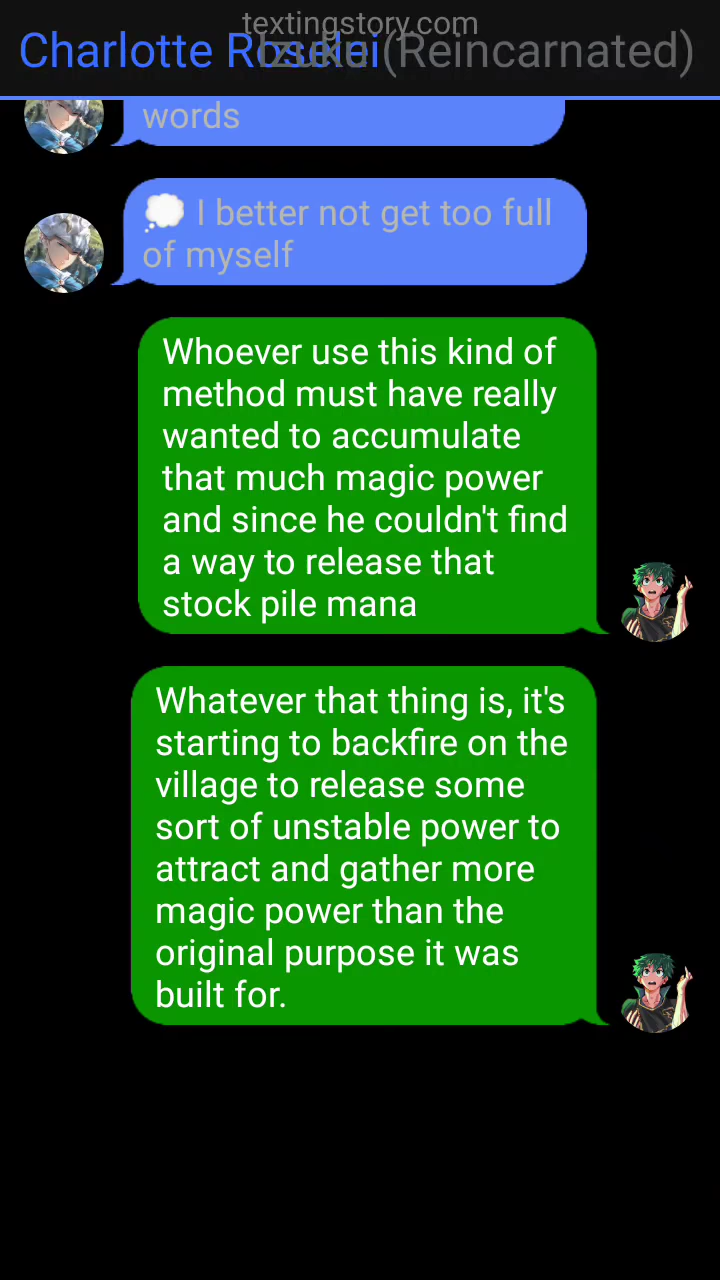 textingstory.com
Charlotte Roselei
Izuku (Reincarnated)
words
💭 I better not get too full
of myself
Whoever use this kind of
method must have really
wanted to accumulate
that much magic power
and since he couldn't find
a way to release that
stock pile mana
Whatever that thing is, it's
starting to backfire on the
village to release some
sort of unstable power to
attract and gather more
magic power than the
original purpose it was
built for.